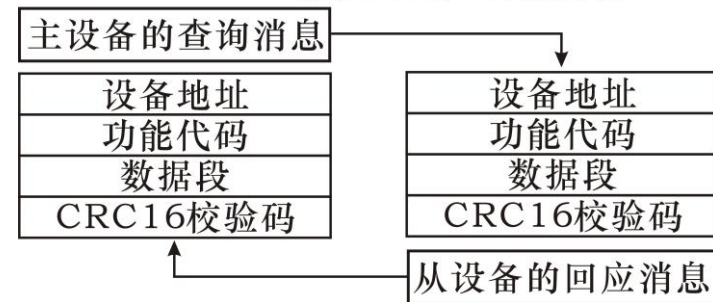 主设备的查询消息
设备地址
功能代码
数据段
CRC16校验码
设备地址
功能代码
数据段
CRC16校验码
从设备的回应消息